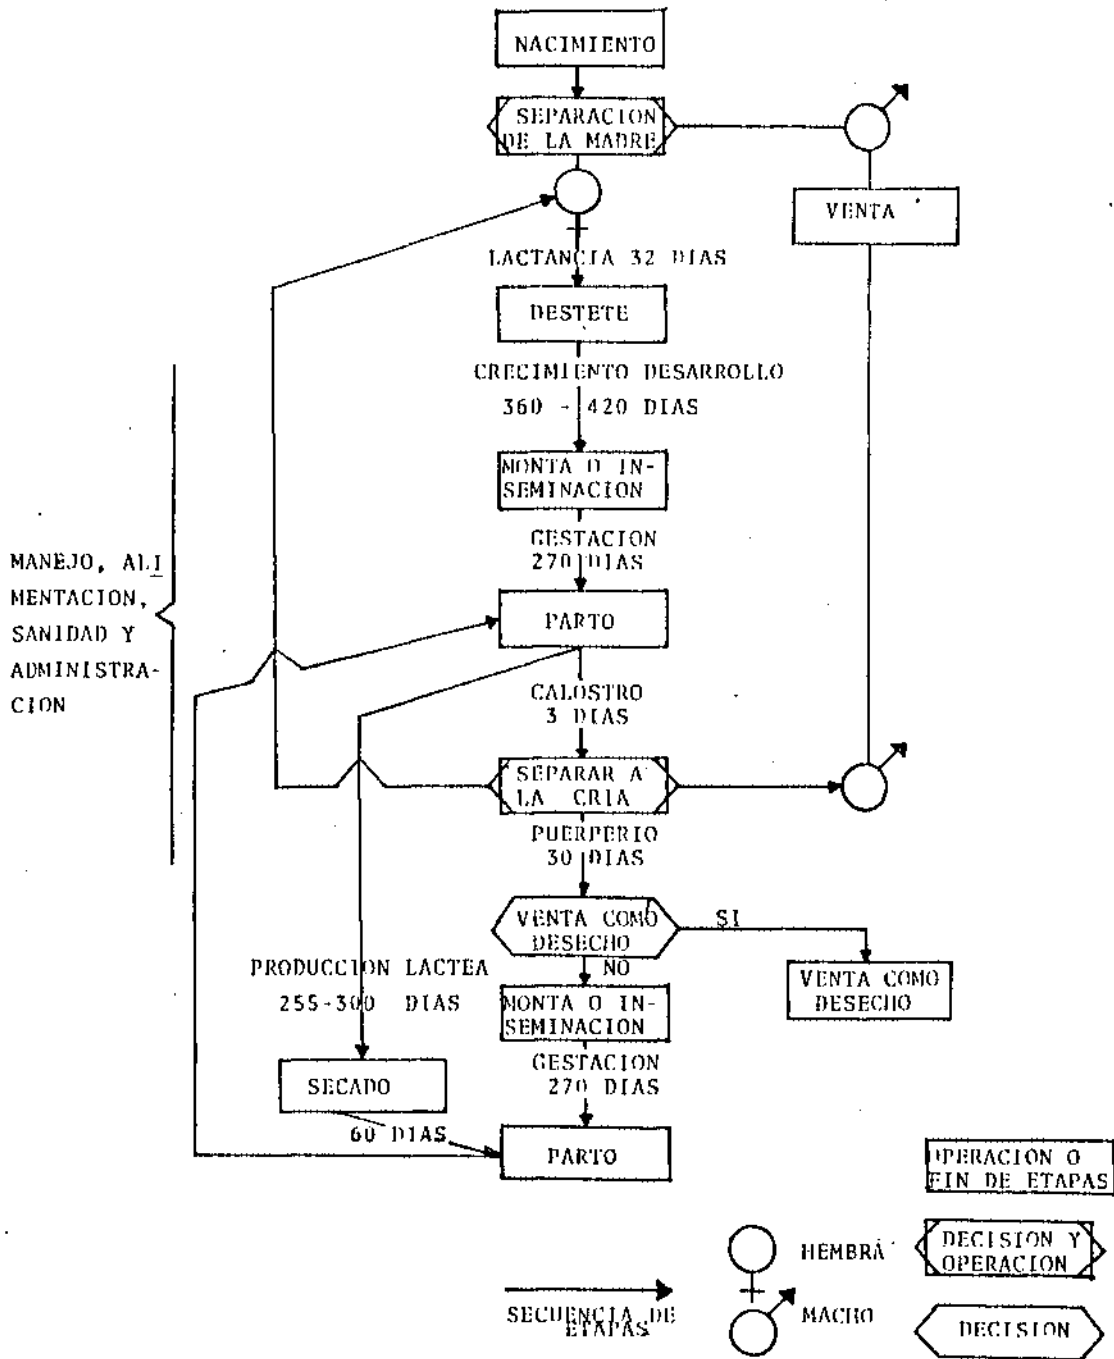 NACIMIENTO
SEPARACION
DE LA MADRE
VENTA
LACTANCIA 32 DIAS
DESTETE
CRECIMIENTO DESARROLLO
360 - 420 DIAS
MONTA O IN-
SEMINACION
GESTACION
270 DIAS
MANEJO, ALI
MENTACION,
SANIDAD Y
ADMINISTRA-
CION
PARTO
CALOSTRO
3 DIAS
SEPARAR A
LA CRIA
PUERPERIO
30 DIAS
VENTA COMO
DESECHO
SI
NO
VENTA COMO
DESECHO
PRODUCCION LACTEA
255-300 DIAS
MONTA O IN-
SEMINACION
GESTACION
270 DIAS
SECADO
60 DIAS
PARTO
OPERACION O
FIN DE ETAPAS
HEMBRA
DECISION Y
OPERACION
SECUENCIA DE
ETAPAS
MACHO
DECISION